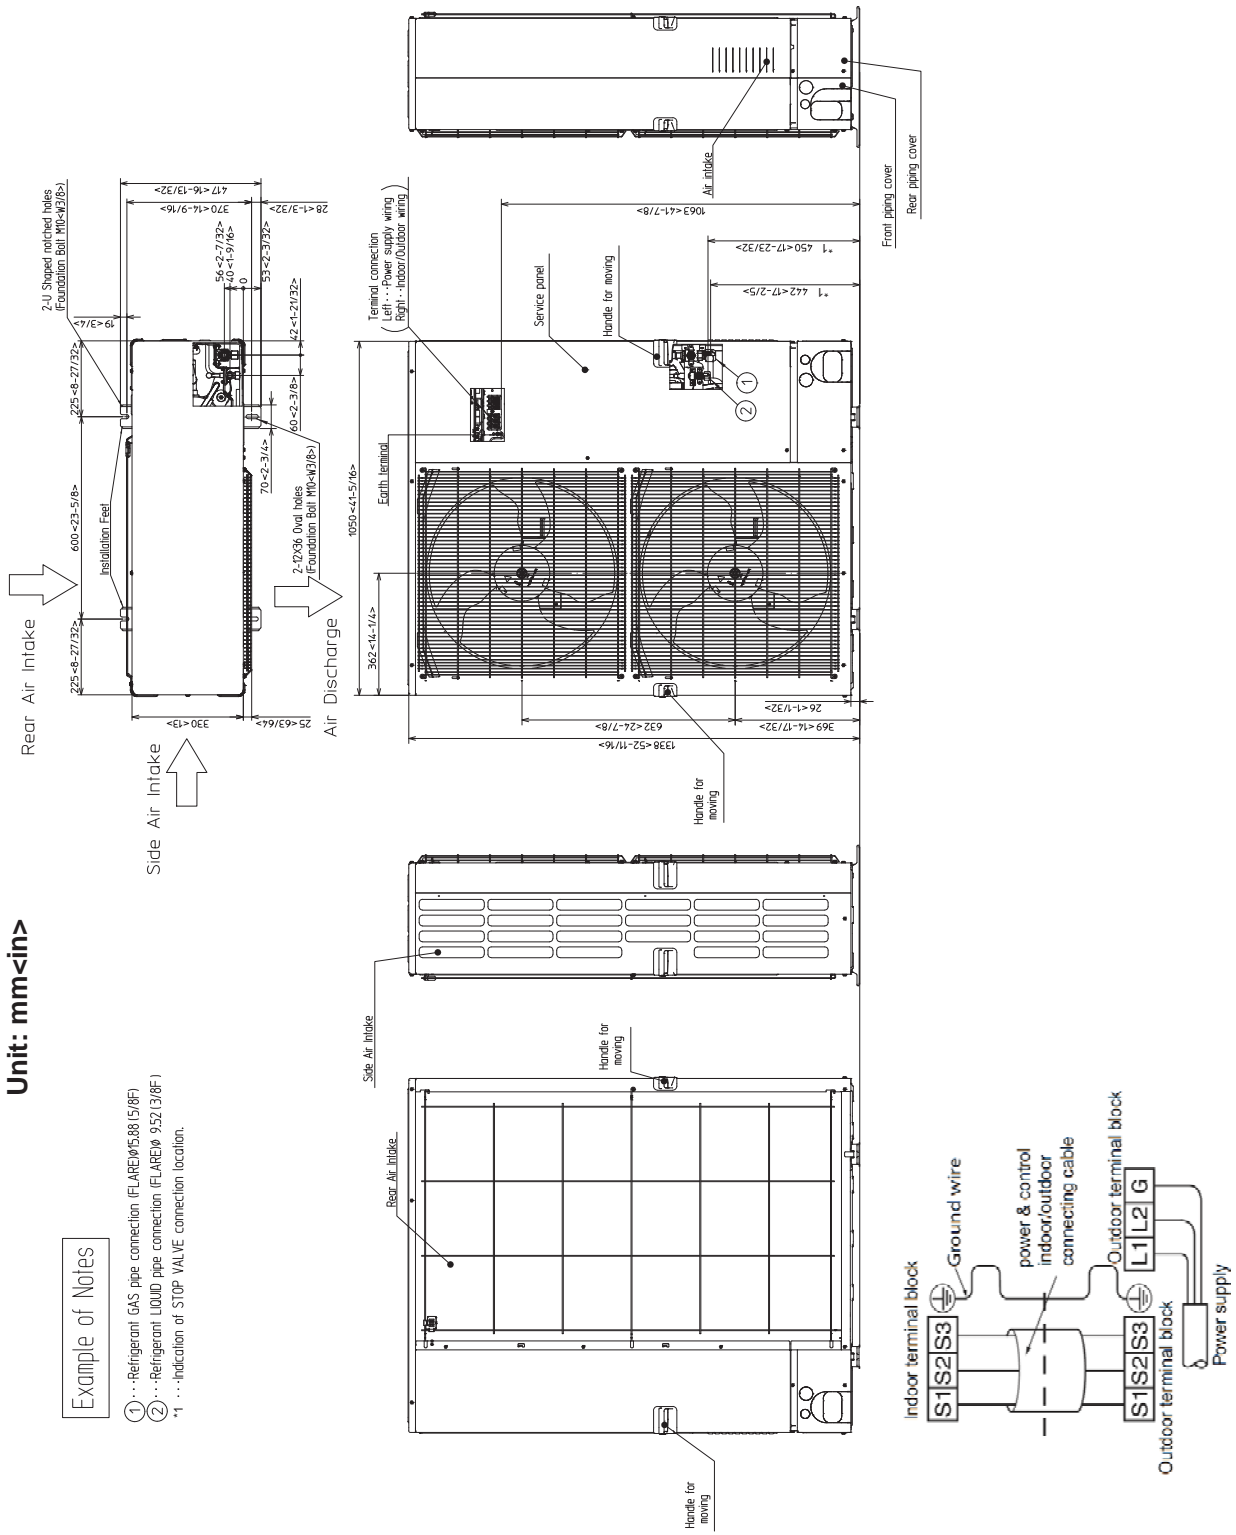 Unit: mm<in>
Example of Notes
1 ···Refrigerant GAS pipe connection (FLARE)Ø15.88 (5/8F)
2 ···Refrigerant LIQUID pipe connection (FLARE)Ø 9.52 (3/8F)
*1 ···Indication of STOP VALVE connection location.
Rear Air Intake
Side Air Intake
Air Discharge
225<8-27/32>
600<23-5/8>
225<8-27/32>
Installation Feet
2-U Shaped notched holes
(Foundation Bolt M10<W3/8>)
19<3/4>
417<16-13/32>
370<14-9/16>
28<1-3/32>
56<2-7/32>
40<1-9/16>
0
53<2-3/32>
42<1-21/32>
60<2-3/8>
70<2-3/4>
2-12X36 Oval holes
(Foundation Bolt M10<W3/8>)
330<13>
25<63/64>
Rear Air Intake
Handle for
moving
Handle for
moving
Side Air Intake
Handle for
moving
1050<41-5/16>
362<14-1/4>
Earth terminal
Terminal connection
Left···Power supply wiring
Right··Indoor/Outdoor wiring
Service panel
Handle for moving
1
2
1338<52-11/16>
632<24-7/8>
369<14-17/32>
26<1-1/32>
1063<41-7/8>
*1 450<17-23/32>
*1 442<17-2/5>
Air intake
Front piping cover
Rear piping cover
Indoor terminal block
S1 S2 S3
Ground wire
power & control
indoor/outdoor
connecting cable
S1 S2 S3
Outdoor terminal block
Outdoor terminal block
L1 L2 G
Power supply